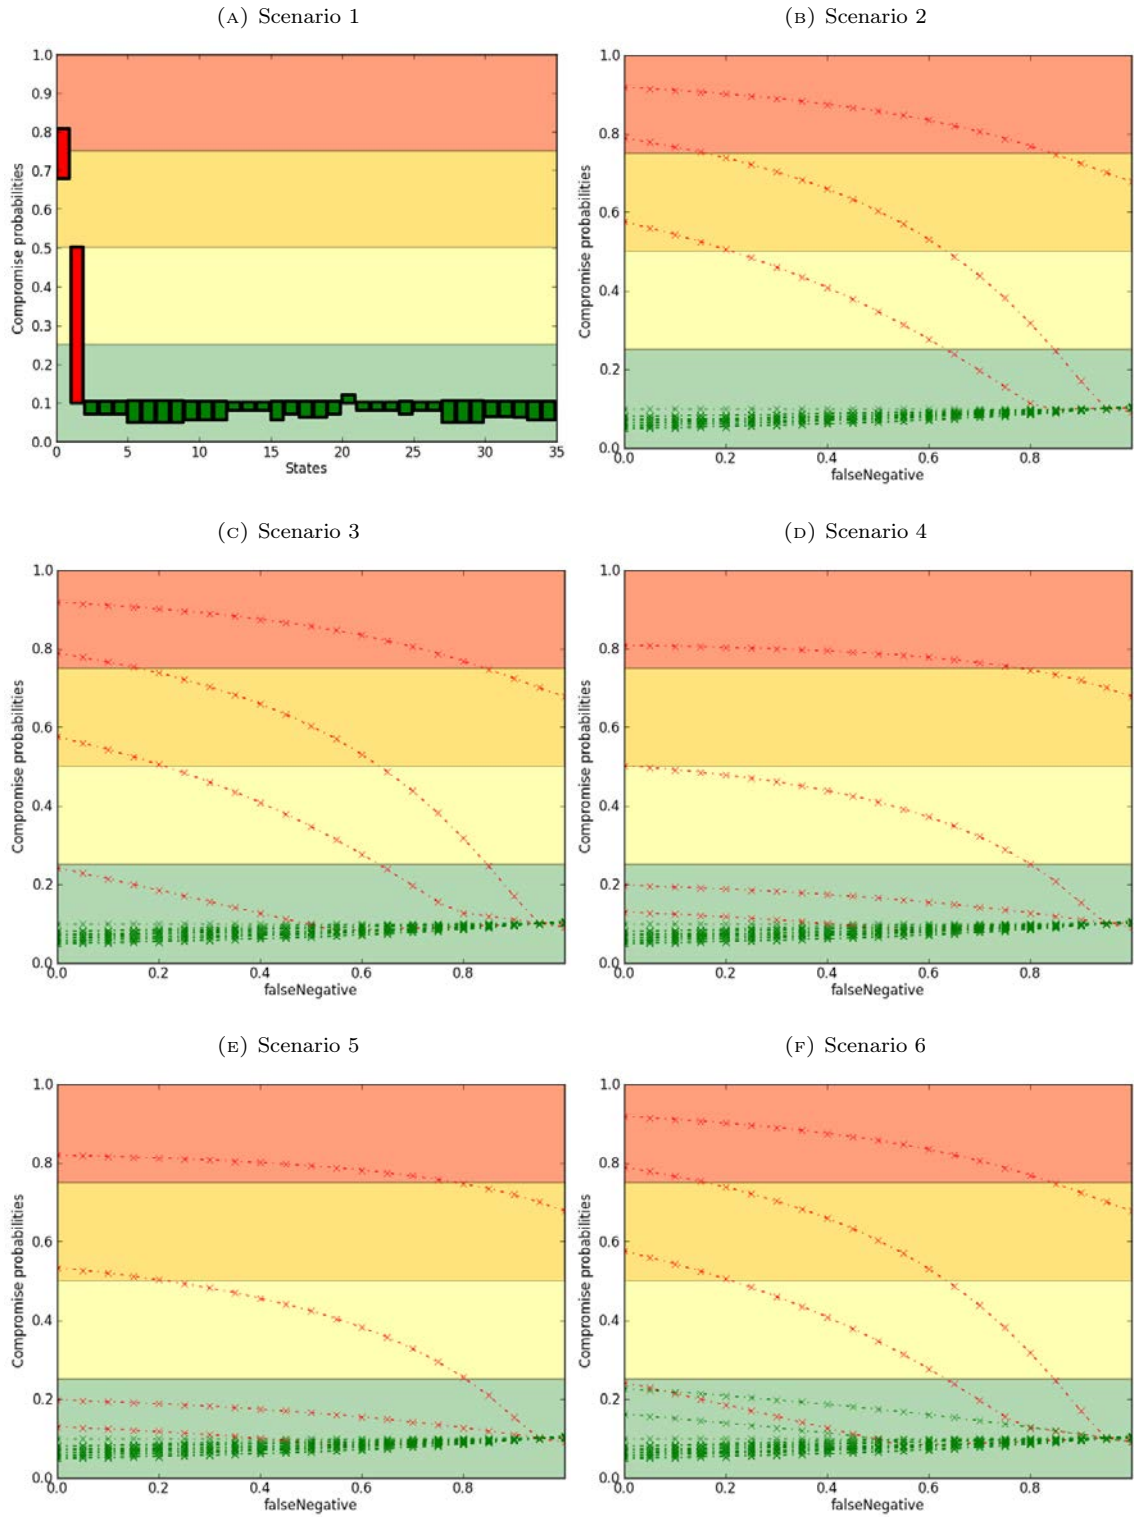 (A) Scenario 1
(B) Scenario 2
1.0
0.9
0.8
0.7
0.6
0.5
0.4
0.3
0.2
0.1
0.0
Compromise probabilities
0 5 10 15 20 25 30 35
States
1.0
0.8
0.6
0.4
0.2
0.0
Compromise probabilities
0.0 0.2 0.4 0.6 0.8
falseNegative
(C) Scenario 3
(D) Scenario 4
1.0
0.8
0.6
0.4
0.2
0.0
Compromise probabilities
0.0 0.2 0.4 0.6 0.8
falseNegative
1.0
0.8
0.6
0.4
0.2
0.0
Compromise probabilities
0.0 0.2 0.4 0.6 0.8
falseNegative
(E) Scenario 5
(F) Scenario 6
1.0
0.8
0.6
0.4
0.2
0.0
Compromise probabilities
0.0 0.2 0.4 0.6 0.8
falseNegative
1.0
0.8
0.6
0.4
0.2
0.0
Compromise probabilities
0.0 0.2 0.4 0.6 0.8
falseNegative